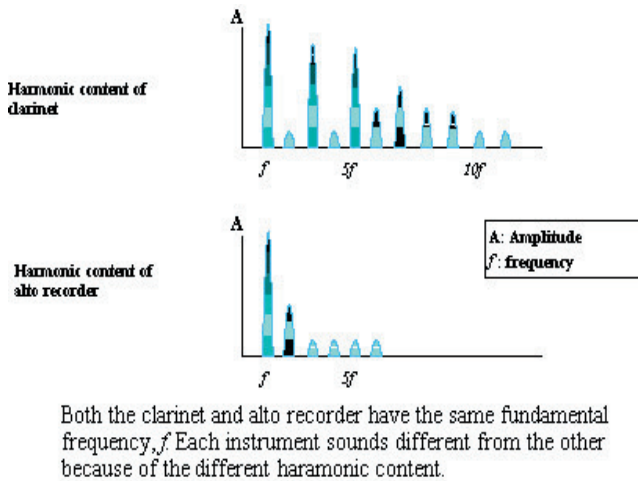 A
Harmonic content of
clarinet
f 5f 10f
A
Harmonic content of
alto recorder
A: Amplitude
f : frequency
f 5f
Both the clarinet and alto recorder have the same fundamental
frequency, f. Each instrument sounds different from the other
because of the different haramonic content.